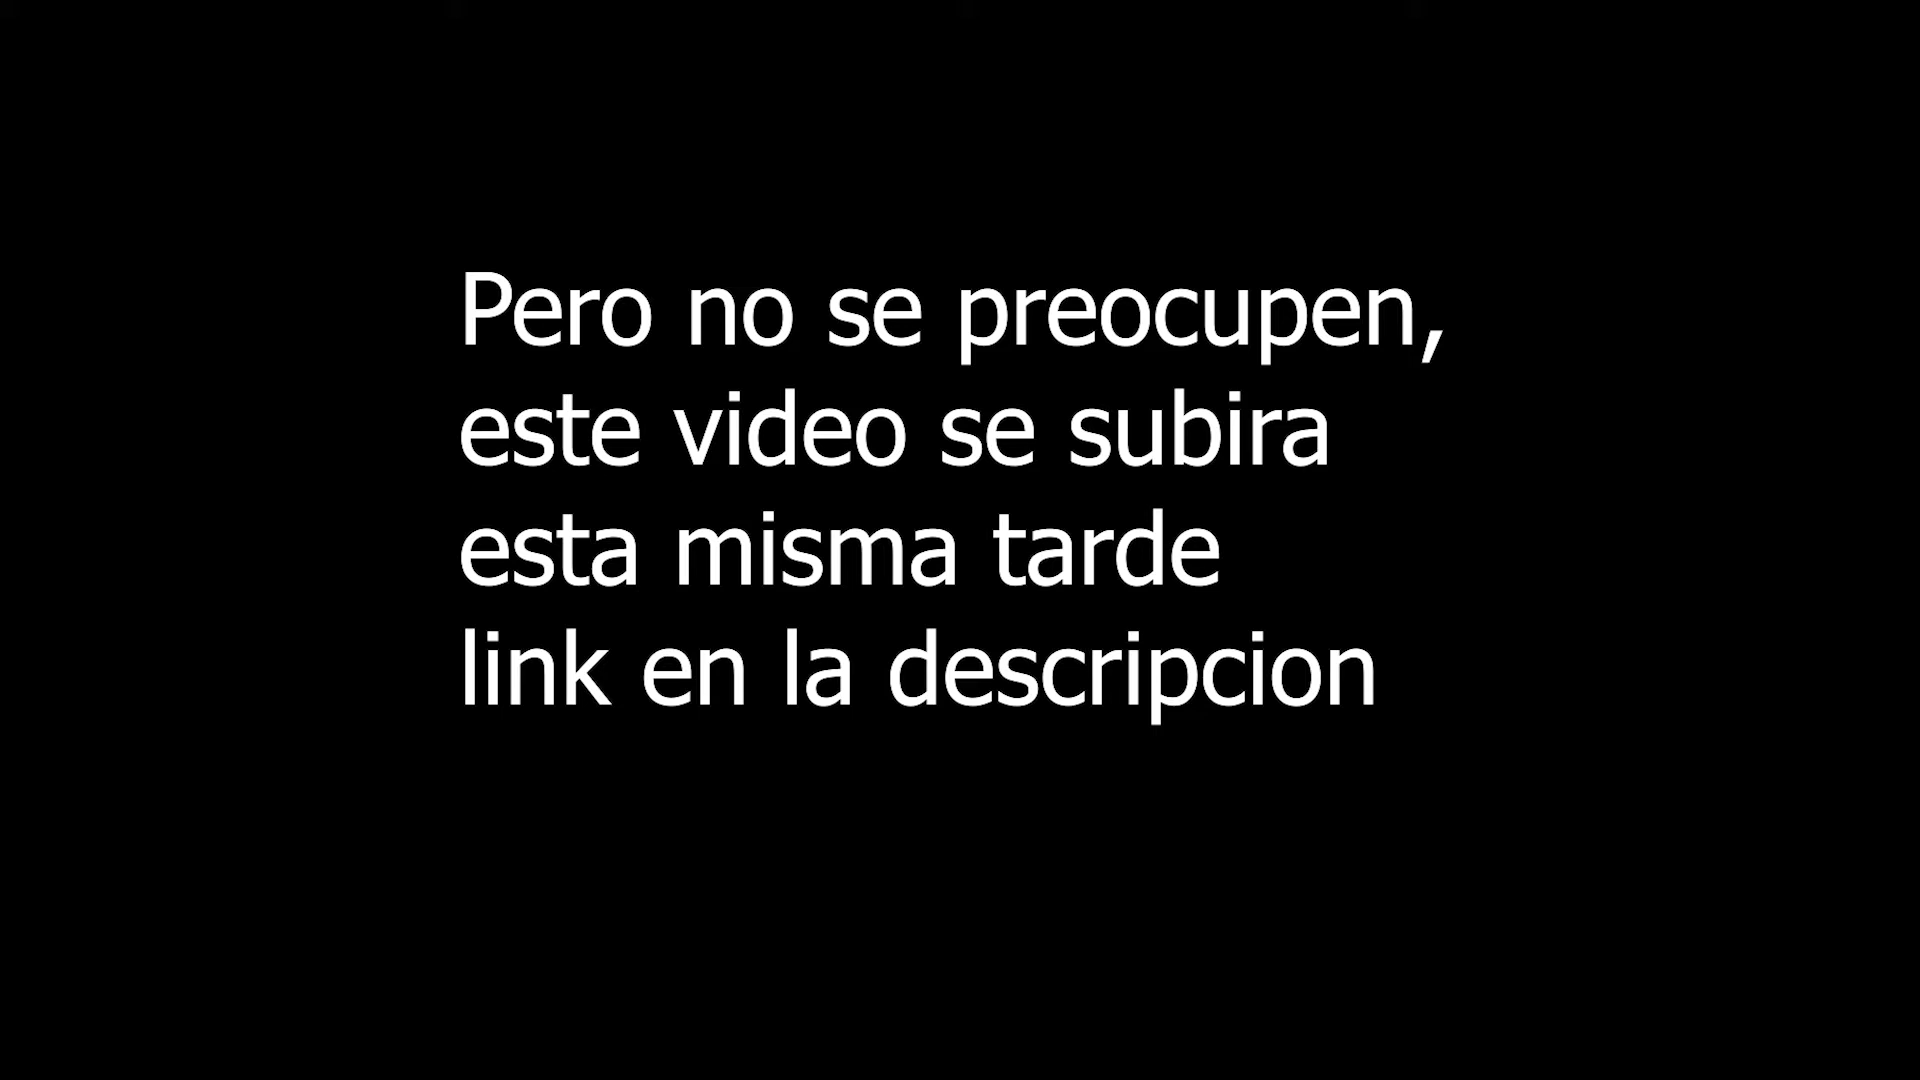 Pero no se preocupen,
este video se subira
esta misma tarde
link en la descripcion